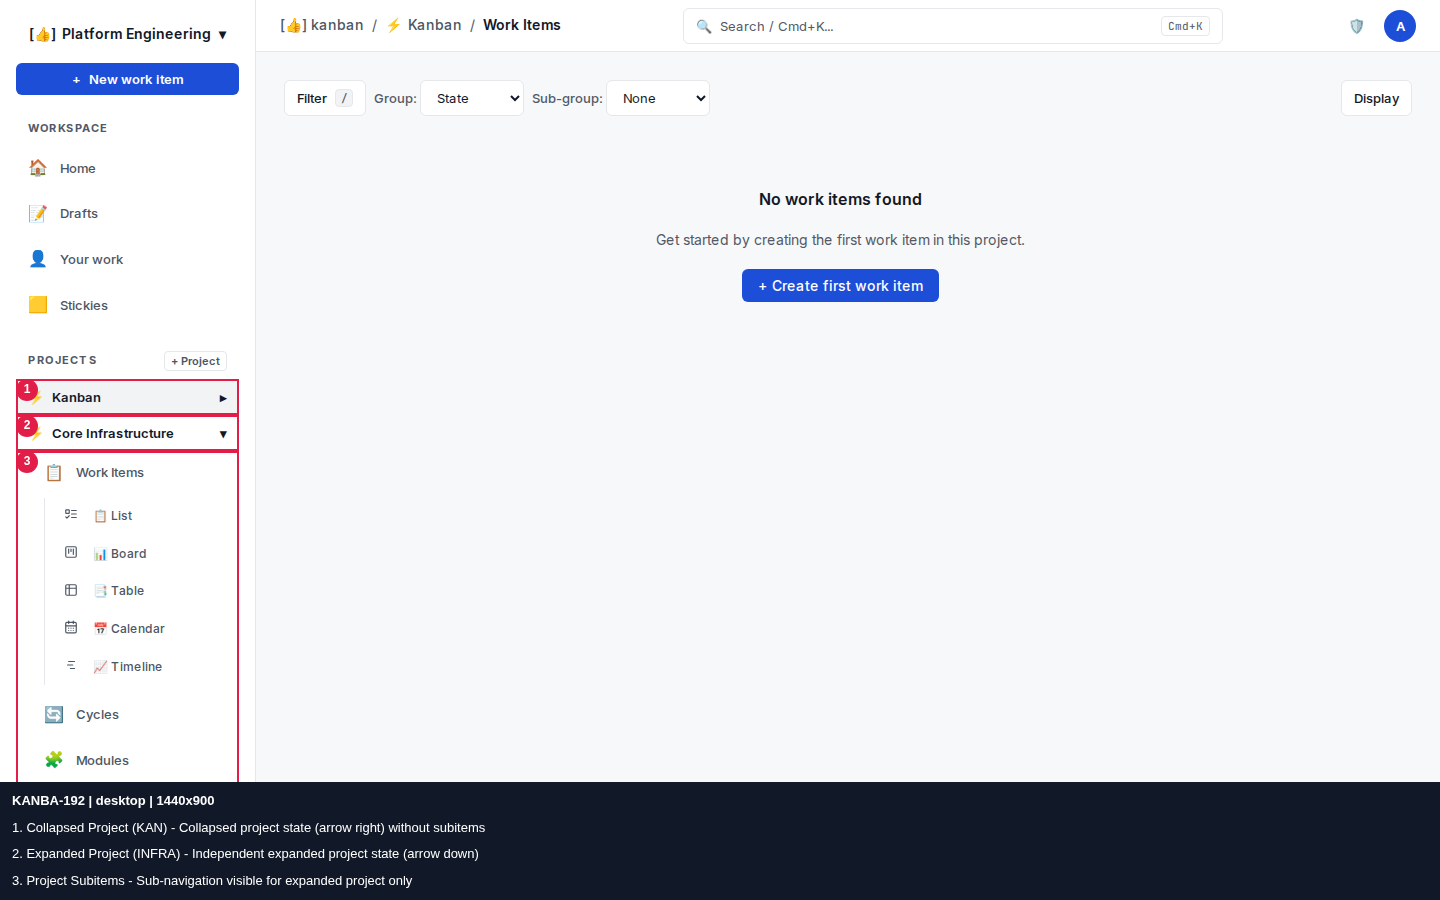 [👍] Platform Engineering ▾
+ New work item
WORKSPACE
🏠 Home
📝 Drafts
👤 Your work
🟨 Stickies
PROJECTS + Project
1 ⚡ Kanban ▸
2 ⚡ Core Infrastructure ▾
3
📋 Work Items
📋 List
📊 Board
📑 Table
📅 Calendar
📈 Timeline
🔄 Cycles
🧩 Modules
[👍] kanban / ⚡ Kanban / Work Items
🔍 Search / Cmd+K... Cmd+K
🛡️ A
Filter / Group: State Sub-group: None Display
No work items found
Get started by creating the first work item in this project.
+ Create first work item
KANBA-192 | desktop | 1440x900
1. Collapsed Project (KAN) - Collapsed project state (arrow right) without subitems
2. Expanded Project (INFRA) - Independent expanded project state (arrow down)
3. Project Subitems - Sub-navigation visible for expanded project only